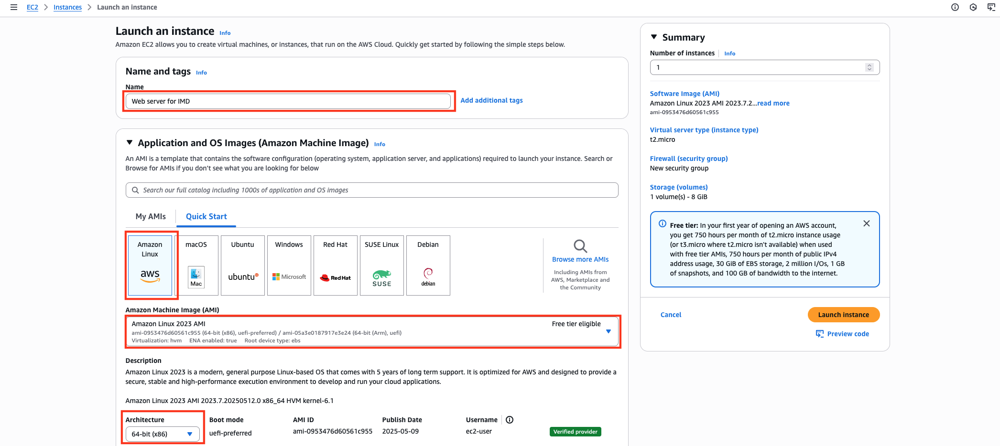 EC2 > Instances > Launch an instance
Launch an instance Info
Amazon EC2 allows you to create virtual machines, or instances, that run on the AWS Cloud. Quickly get started by following the simple steps below.
Name and tags Info
Name
Web server for IMD
Add additional tags
Application and OS Images (Amazon Machine Image) Info
An AMI is a template that contains the software configuration (operating system, application server, and applications) required to launch your instance. Search or
Browse for AMIs if you don't see what you are looking for below
Search our full catalog including 1000s of application and OS images
My AMIs
Quick Start
Amazon
Linux
aws
macOS
Mac
Ubuntu
ubuntu
Windows
Microsoft
Red Hat
Red Hat
SUSE Linux
SUSE
Debian
debian
Browse more AMIs
Including AMIs from
AWS, Marketplace and
the Community
Amazon Machine Image (AMI)
Amazon Linux 2023 AMI
Free tier eligible
ami-0953476d60561c955 (64-bit (x86), uefi-preferred) / ami-05a3e0187917e3e24 (64-bit (Arm), uefi)
Virtualization: hvm ENA enabled: true Root device type: ebs
Description
Amazon Linux 2023 is a modern, general purpose Linux-based OS that comes with 5 years of long term support. It is optimized for AWS and designed to provide a
secure, stable and high-performance execution environment to develop and run your cloud applications.
Amazon Linux 2023 AMI 2023.7.20250512.0 x86_64 HVM kernel-6.1
Architecture
64-bit (x86)
Boot mode
uefi-preferred
AMI ID
ami-0953476d60561c955
Publish Date
2025-05-09
Username
ec2-user
Verified provider
Summary
Number of instances Info
1
Software Image (AMI)
Amazon Linux 2023 AMI 2023.7.2...read more
ami-0953476d60561c955
Virtual server type (instance type)
t2.micro
Firewall (security group)
New security group
Storage (volumes)
1 volume(s) - 8 GiB
Free tier: In your first year of opening an AWS account,
you get 750 hours per month of t2.micro instance usage
(or t3.micro where t2.micro isn't available) when used
with free tier AMIs, 750 hours per month of public IPv4
address usage, 30 GiB of EBS storage, 2 million I/Os, 1 GB
of snapshots, and 100 GB of bandwidth to the internet.
Cancel
Launch instance
Preview code